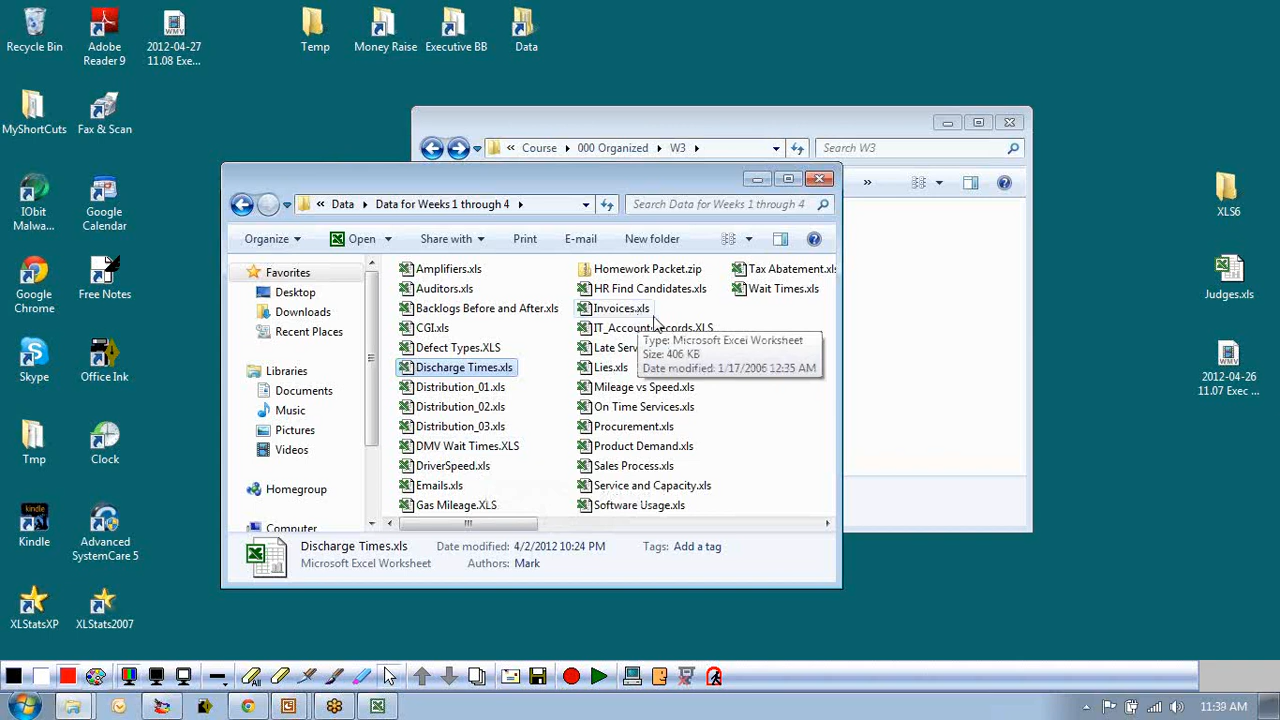 Recycle Bin
Adobe
Reader 9
2012-04-27
11.08 Exe...
Temp
Money Raise
Executive BB
Data
MyShortCuts
Fax & Scan
IObit
Malwa...
Google
Calendar
Google
Chrome
Free Notes
Skype
Office Ink
Tmp
Clock
Kindle
Advanced
SystemCare 5
XLStatsXP
XLStats2007
XLS6
Judges.xls
2012-04-26
11.07 Exec ...
Course
000 Organized
W3
Search W3
Data
Data for Weeks 1 through 4
Search Data for Weeks 1 through 4
Organize
Open
Share with
Print
E-mail
New folder
Favorites
Desktop
Downloads
Recent Places
Libraries
Documents
Music
Pictures
Videos
Homegroup
Computer
Amplifiers.xls
Auditors.xls
Backlogs Before and After.xls
CGI.xls
Defect Types.XLS
Discharge Times.xls
Distribution_01.xls
Distribution_02.xls
Distribution_03.xls
DMV Wait Times.XLS
DriverSpeed.xls
Emails.xls
Gas Mileage.XLS
Homework Packet.zip
HR Find Candidates.xls
Invoices.xls
IT_Account Records.XLS
Late Serv
Lies.xls
Mileage vs Speed.xls
On Time Services.xls
Procurement.xls
Product Demand.xls
Sales Process.xls
Service and Capacity.xls
Software Usage.xls
Tax Abatement.xls
Wait Times.xls
Type: Microsoft Excel Worksheet
Size: 406 KB
Date modified: 1/17/2006 12:35 AM
Discharge Times.xls
Date modified: 4/2/2012 10:24 PM
Tags: Add a tag
Microsoft Excel Worksheet
Authors: Mark
All
11:39 AM